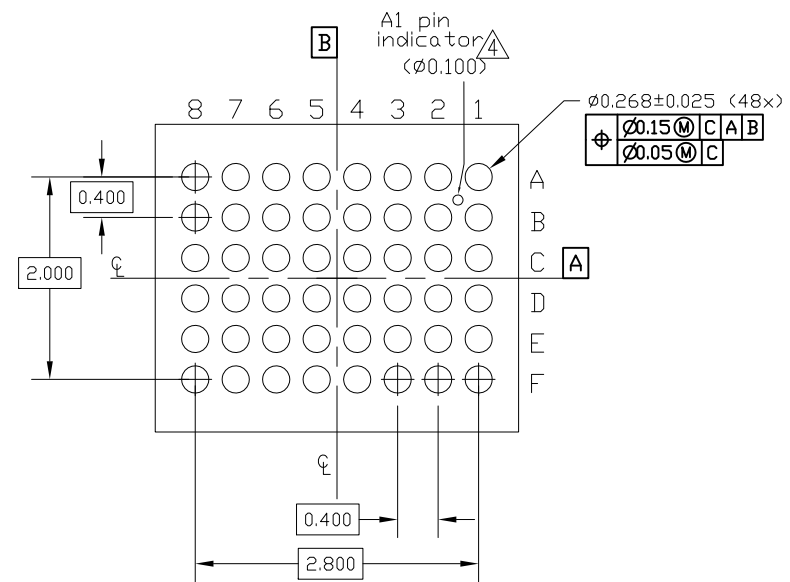 A1 pin
indicator 4
(Ø0.100)
B
8 7 6 5 4 3 2 1
Ø0.268±0.025 (48x)
⌖ Ø0.15 Ⓜ C A B
Ø0.05 Ⓜ C
A
0.400
B
C
℄
A
2.000
D
E
F
℄
0.400
2.800